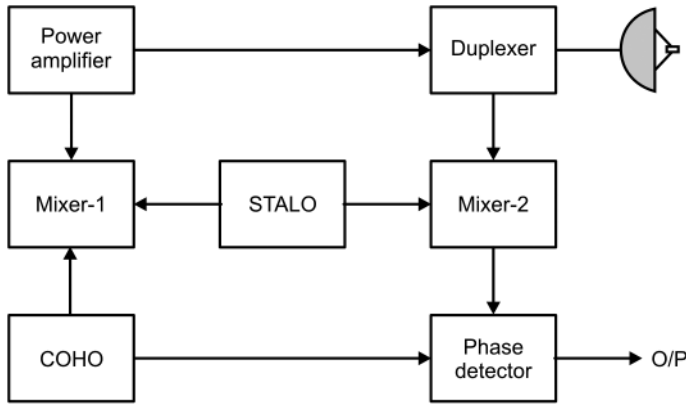 Power
amplifier
Duplexer
Mixer-1
STALO
Mixer-2
COHO
Phase
detector
O/P